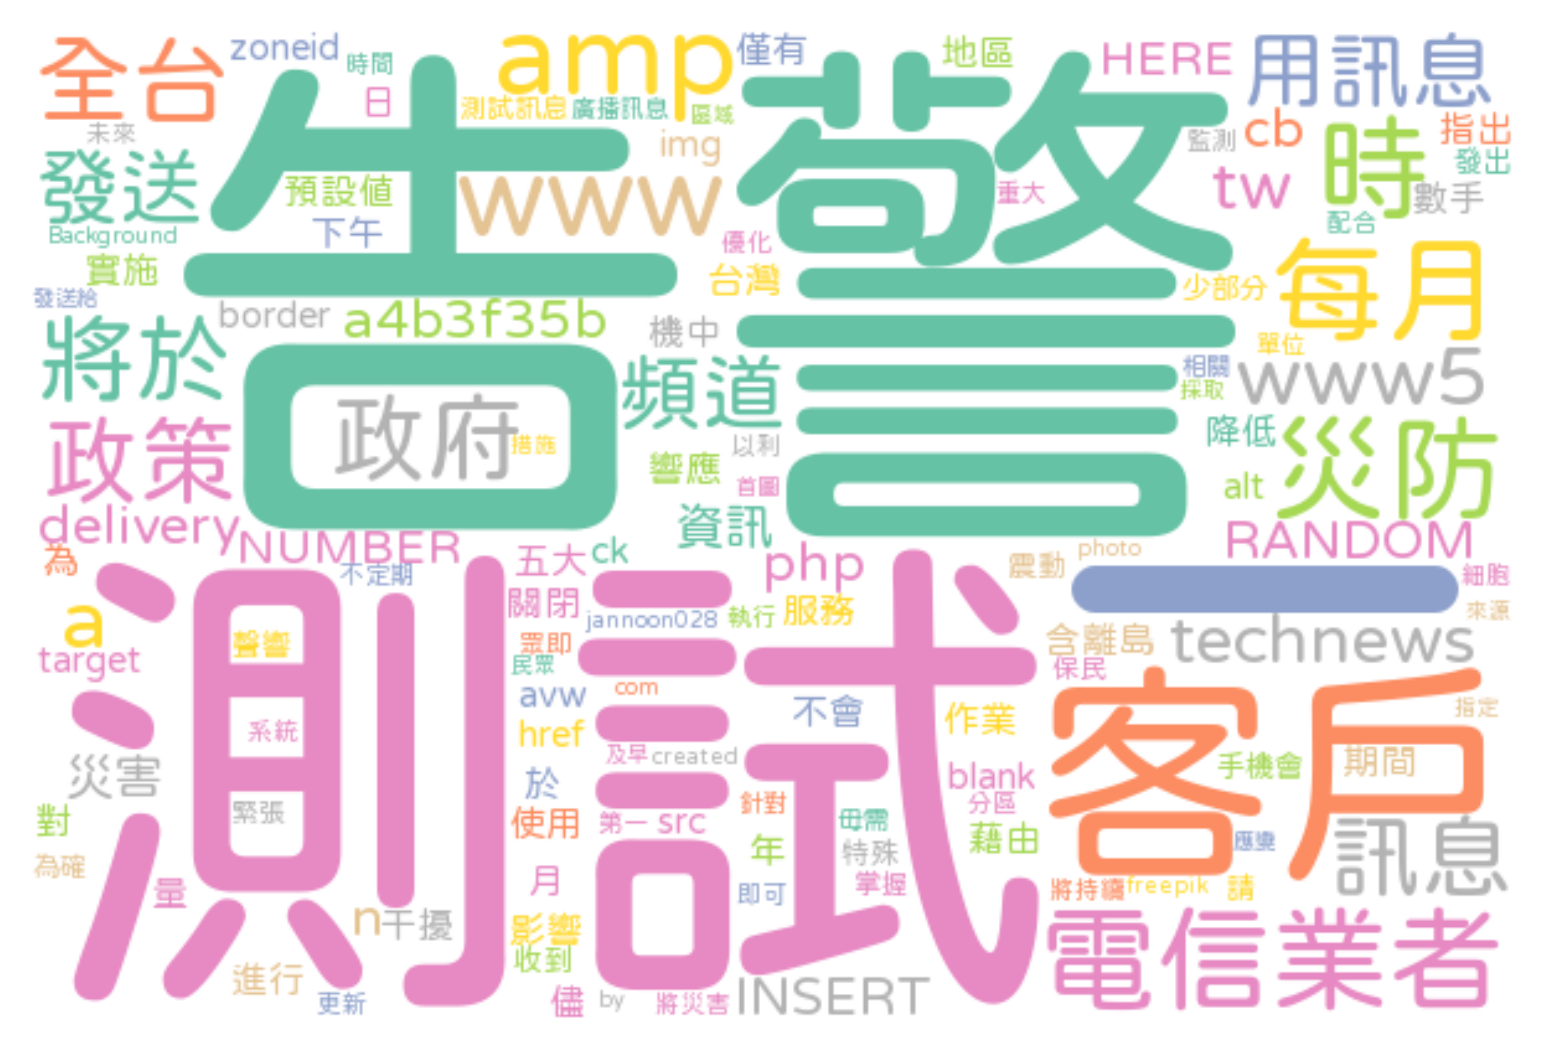 全台
zoneid
時間
日
amp
僅有
地區
HERE
用訊息
未來
測試訊息
廣播訊息
區域
img
監測
cb
時
指出
發出
發送
預設值
告
www
警
重大
tw
數手
配合
Background
下午
優化
實施
台灣
少部分
每月
發送給
border
a4b3f35b
機中
單位
將於
頻道
相關
採取
www5
政府
措施
以利
降低
政策
響應
首圖
alt
災防
delivery
資訊
NUMBER
RANDOM
為
不定期
五大
ck
php
震動
photo
一
細胞
a
關閉
jannoon028
執行
服務
來源
聲響
眾即
含離島
technews
target
民眾
保民
測
試
avw
com
不會
客戶
指定
系統
href
作業
及早
created
手機會
期間
災害
於
blank
緊張
使用
第一
src
針對
毋需
分區
對
年
特殊
藉由
應變
訊息
為確
量
月
即可
掌握
將持續
freepik
請
n
干擾
影響
收到
電信業者
進行
更新
儘
by
將災害
INSERT